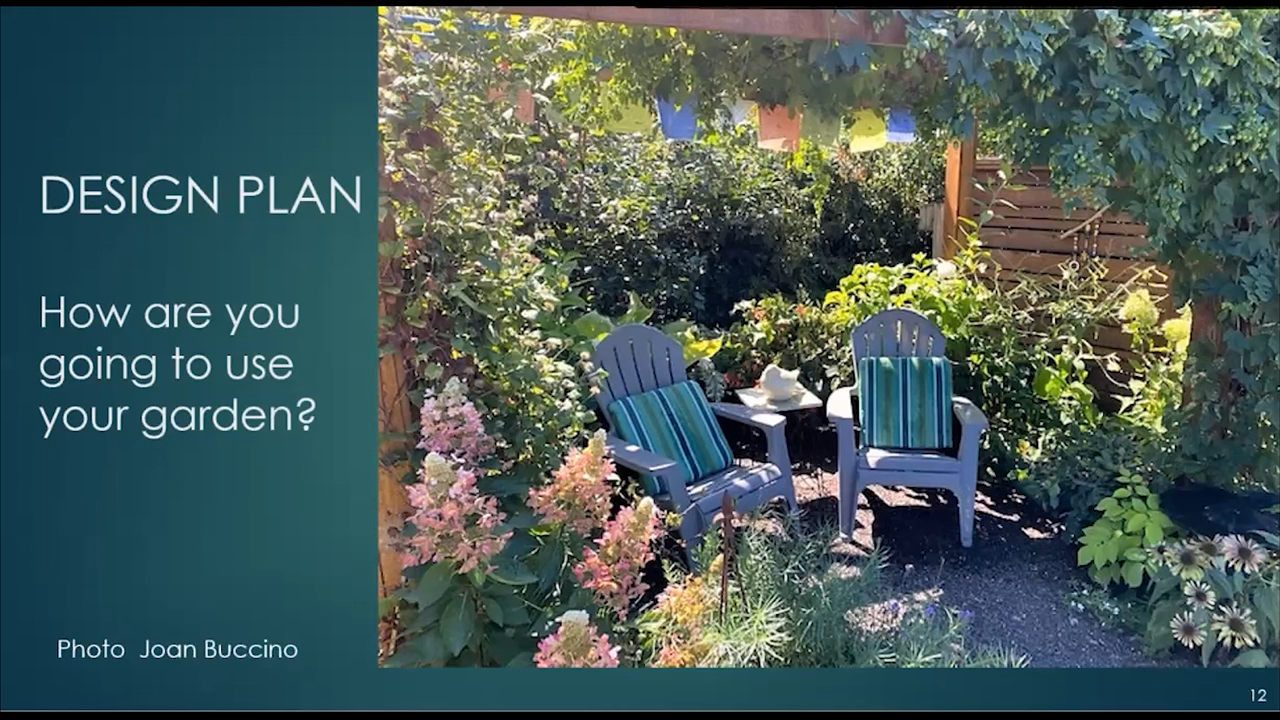 DESIGN PLAN
How are you
going to use
your garden?
Photo  Joan Buccino
12